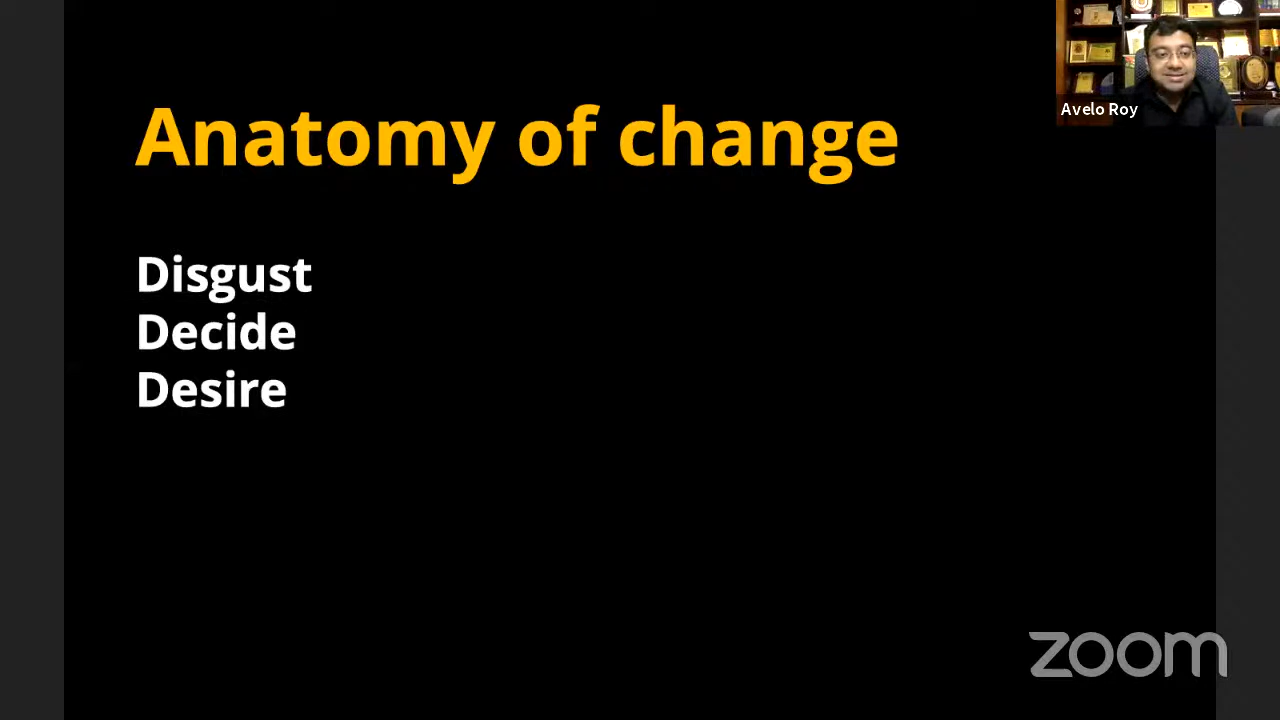 Anatomy of change
Avelo Roy
Disgust
Decide
Desire
zoom